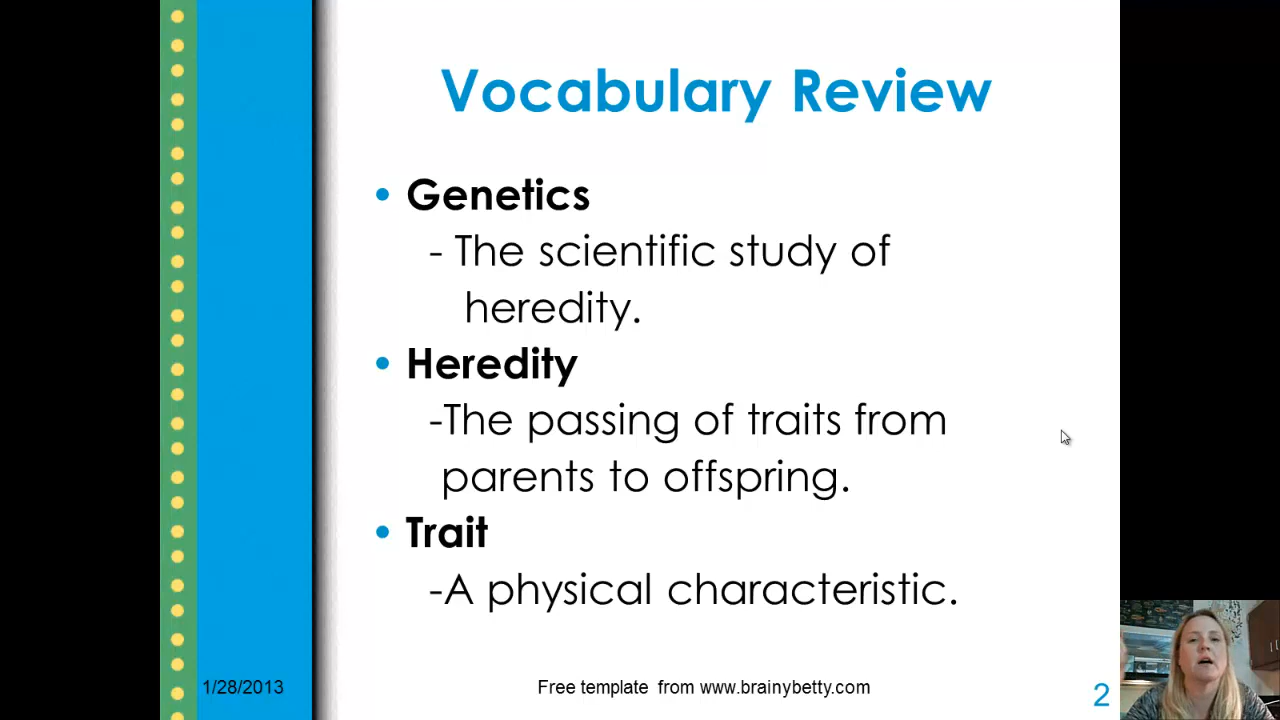 Vocabulary Review
• Genetics
- The scientific study of
heredity.
• Heredity
-The passing of traits from
parents to offspring.
• Trait
-A physical characteristic.
1/28/2013
Free template from www.brainybetty.com
2